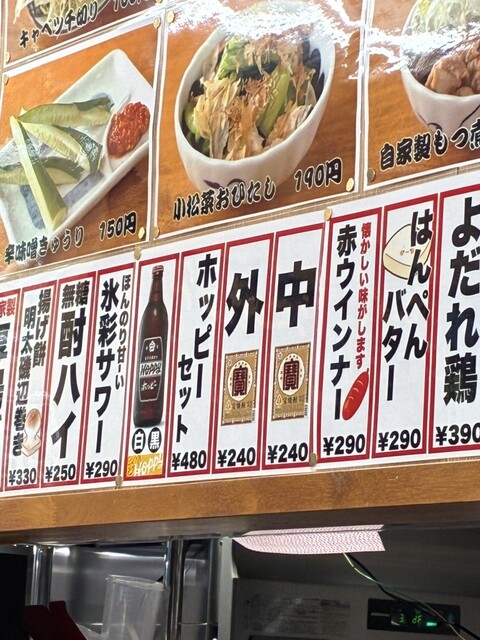 キャベツ千切り
辛味噌きゅうり 150円
小松菜おひたし 190円
自家製もつ煮
よだれ鶏
¥390
はんぺんバター
¥290
懐かしい味がします
赤ウインナー
¥290
中
寶
¥240
外
寶
¥240
ホッピーセット
¥480
HOPPY
ホッピー
白 黒
HOPPY
ほんのり甘ーい
氷彩サワー
¥290
無糖
酎ハイ
¥250
揚げ餅
明太磯辺巻き
¥330